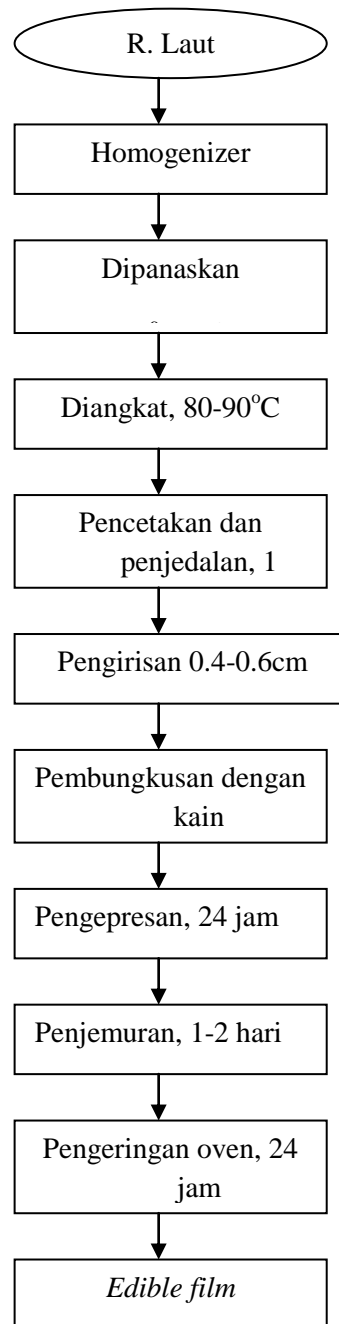 R. Laut
Homogenizer
Dipanaskan
Diangkat, 80-90°C
Pencetakan dan
penjedalan, 1
Pengirisan 0.4-0.6cm
Pembungkusan dengan
kain
Pengepresan, 24 jam
Penjemuran, 1-2 hari
Pengeringan oven, 24
jam
Edible film